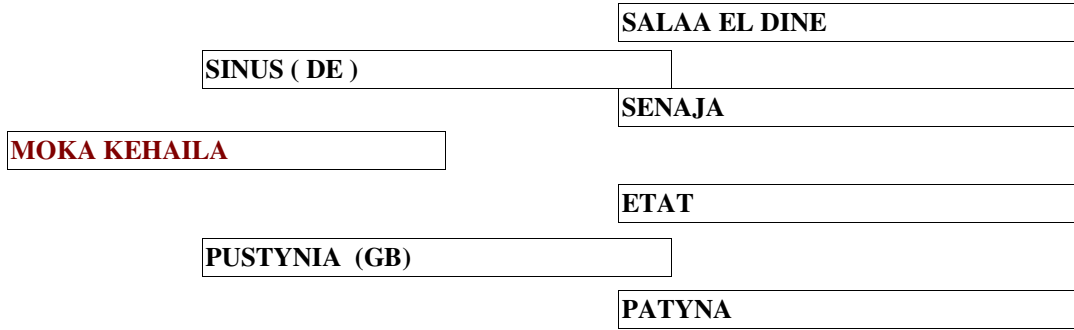 SALAA EL DINE
SINUS ( DE )
SENAJA
MOKA KEHAILA
ETAT
PUSTYNIA (GB)
PATYNA